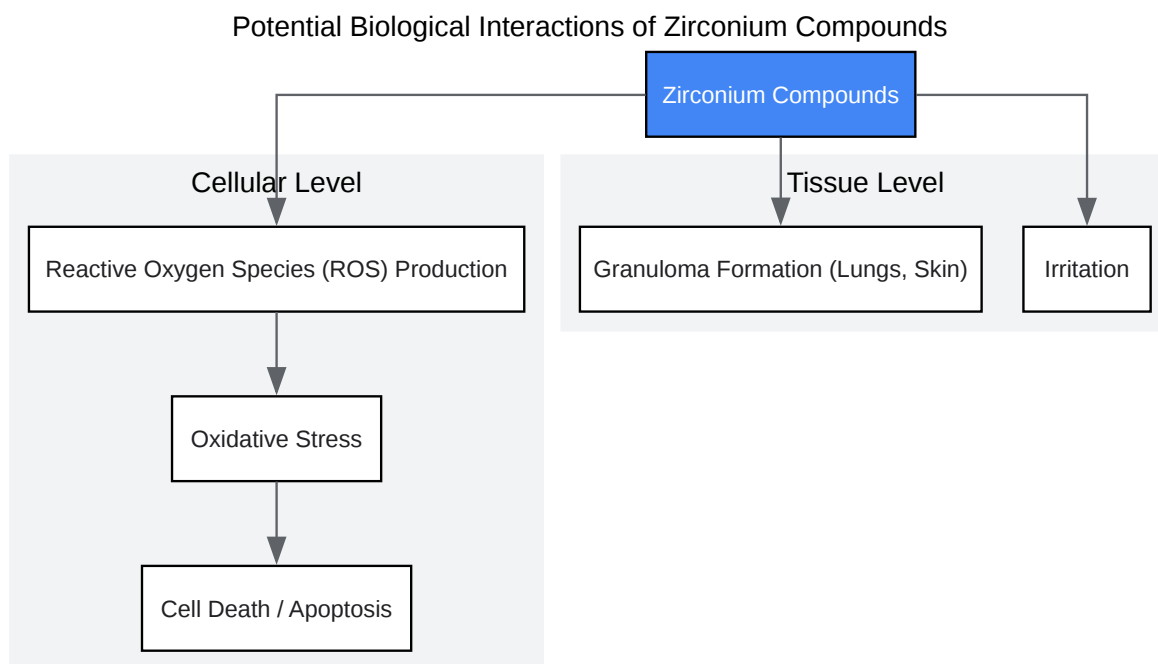 Potential Biological Interactions of Zirconium Compounds
Zirconium Compounds
Cellular Level
Reactive Oxygen Species (ROS) Production
Oxidative Stress
Cell Death / Apoptosis
Tissue Level
Granuloma Formation (Lungs, Skin)
Irritation